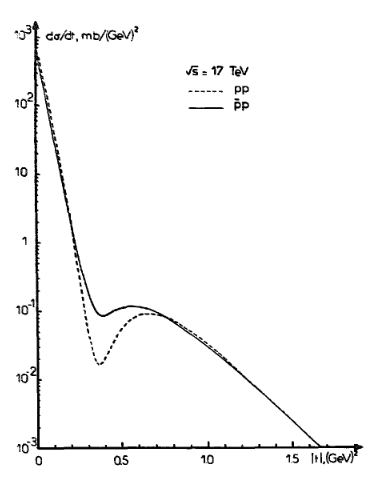 10³
dσ/dt, mb/(GeV)²
√s = 17 TeV
pp
p̄p
10²
10
1
10⁻¹
10⁻²
10⁻³
0
0.5
1.0
1.5
|t|,(GeV)²